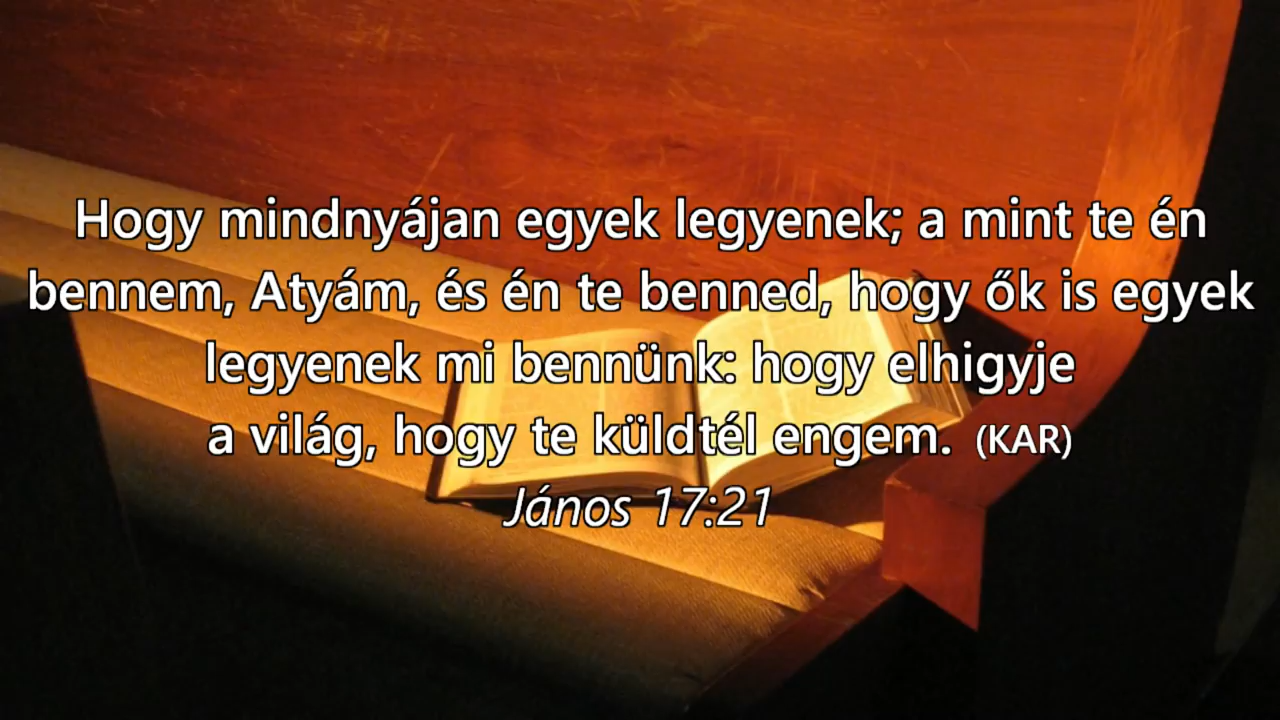 Hogy mindnyájan egyek legyenek; a mint te én
bennem, Atyám, és én te benned, hogy ők is egyek
legyenek mi bennünk: hogy elhigyje
a világ, hogy te küldtél engem. (KAR)
János 17:21